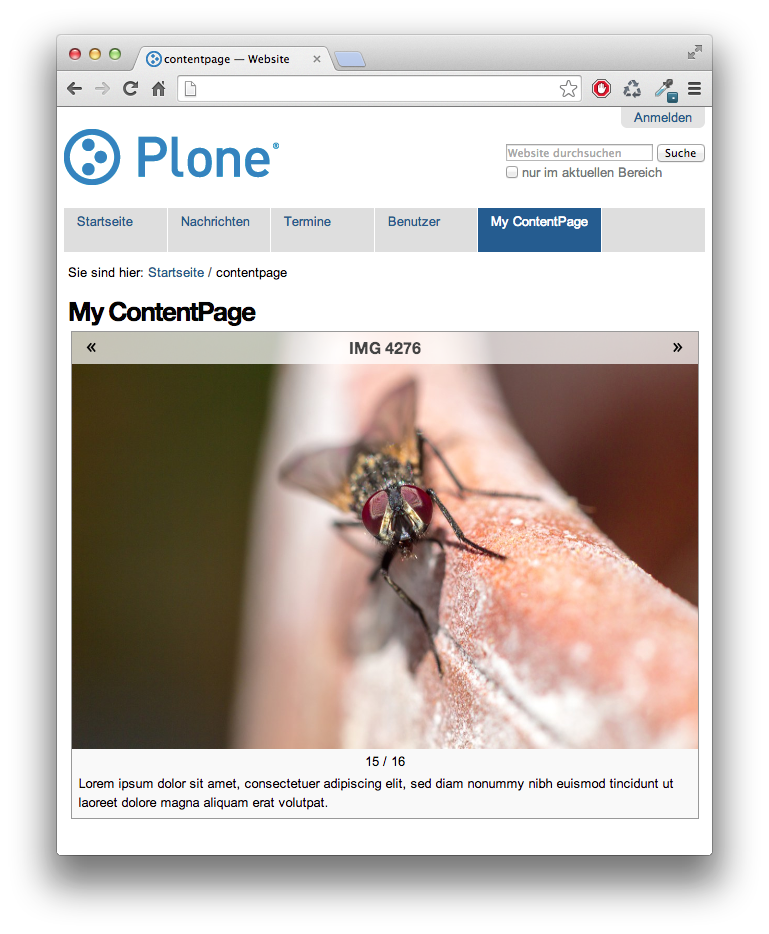 contentpage — Website
Anmelden
Plone®
Website durchsuchen Suche
nur im aktuellen Bereich
Startseite Nachrichten Termine Benutzer My ContentPage
Sie sind hier: Startseite / contentpage
My ContentPage
« IMG 4276 »
15 / 16
Lorem ipsum dolor sit amet, consectetuer adipiscing elit, sed diam nonummy nibh euismod tincidunt ut
laoreet dolore magna aliquam erat volutpat.